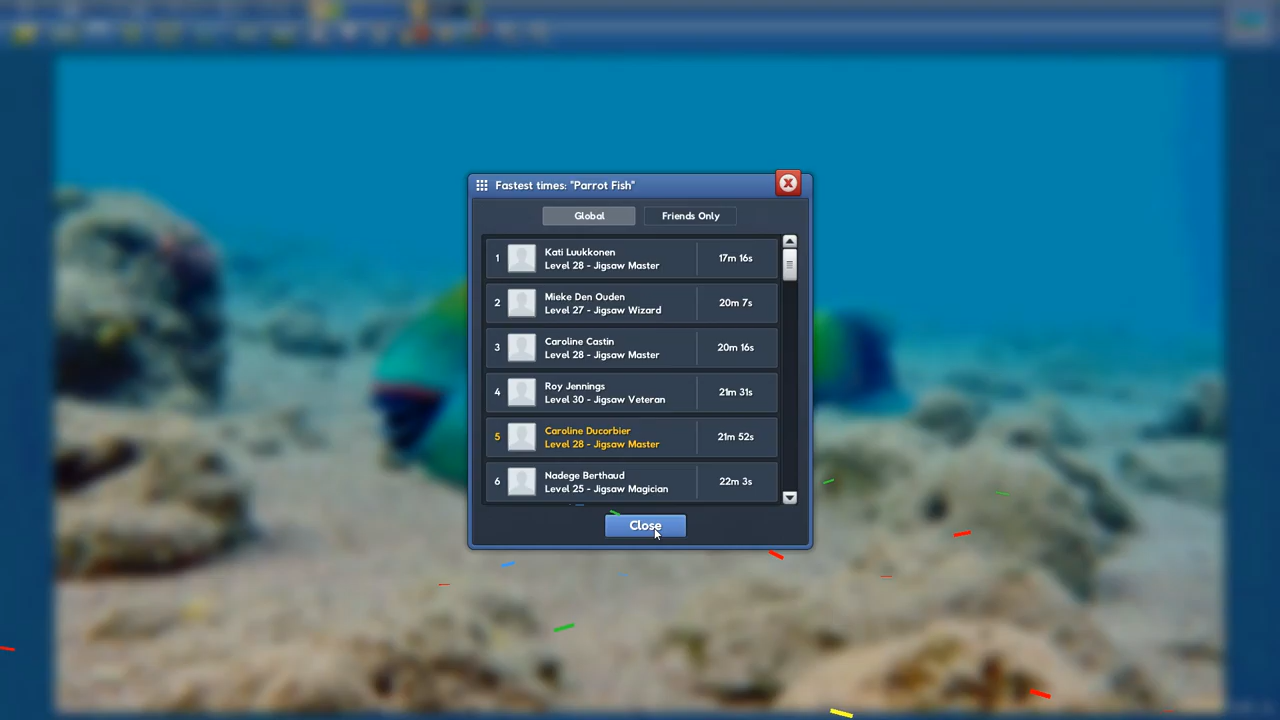 Fastest times: "Parrot Fish"
Global
Friends Only
1
Kati Luukkonen
Level 28 - Jigsaw Master
17m 16s
2
Mieke Den Ouden
Level 27 - Jigsaw Wizard
20m 7s
3
Caroline Castin
Level 28 - Jigsaw Master
20m 16s
4
Roy Jennings
Level 30 - Jigsaw Veteran
21m 31s
5
Caroline Ducorbier
Level 28 - Jigsaw Master
21m 52s
6
Nadege Berthaud
Level 25 - Jigsaw Magician
22m 3s
Close